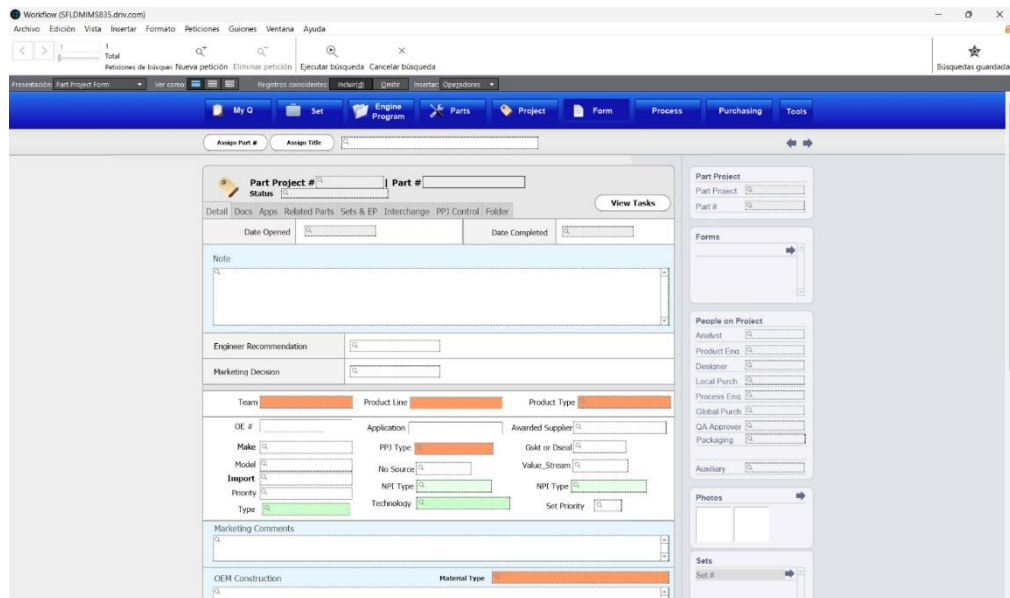 Workflow (SFLDMIMS835.driv.com)
Archivo Edición Vista Insertar Formato Peticiones Guiones Ventana Ayuda
1 1
Total
Peticiones de búsquec Nueva petición Eliminar petición Ejecutar búsqueda Cancelar búsqueda Búsquedas guardada
Presentación: Part Project Form Ver como: Registros coincidentes: Incluir(d) Omitir Insertar: Operadores
My Q Set Engine Program Parts Project Form Process Purchasing Tools
Assign Part # Assign Title
Part Project # | Part #
Status
View Tasks
Detail Docs Apps Related Parts Sets & EP Interchange PPJ Control Folder
Date Opened Date Completed
Note
Engineer Recommendation
Marketing Decision
Team Product Line Product Type
OE # Application Awarded Supplier
Make PPJ Type Gskt or Dseal
Model No Source Value_Stream
Import
Priority NPI Type NPI Type
Type Technology Set Priority
Marketing Comments
OEM Construction Material Type
Part Project
Part Project
Part #
Forms
People on Project
Analyst
Product Eng.
Designer
Local Purch.
Process Eng.
Global Purch.
QA Approver
Packaging
Auxiliary
Photos
Sets
Set #